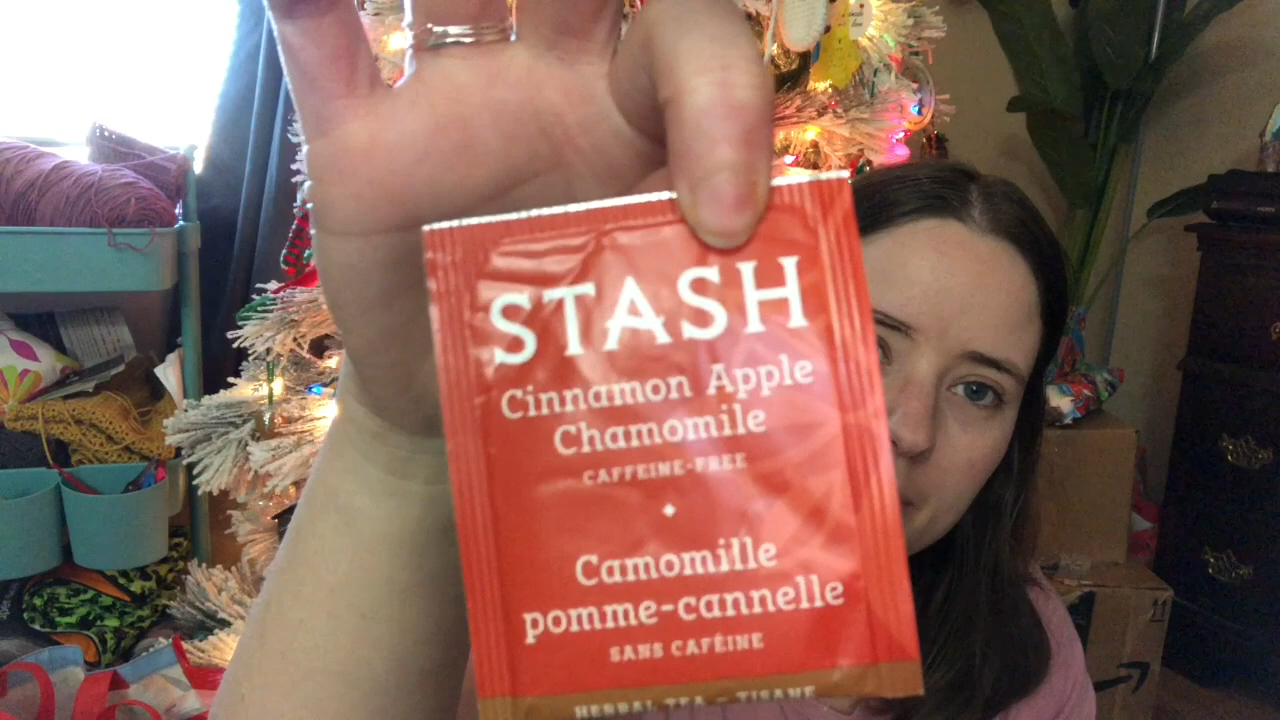 STASH
Cinnamon Apple
Chamomile
CAFFEINE-FREE
Camomille
pomme-cannelle
SANS CAFÉINE
HERBAL TEA – TISANE